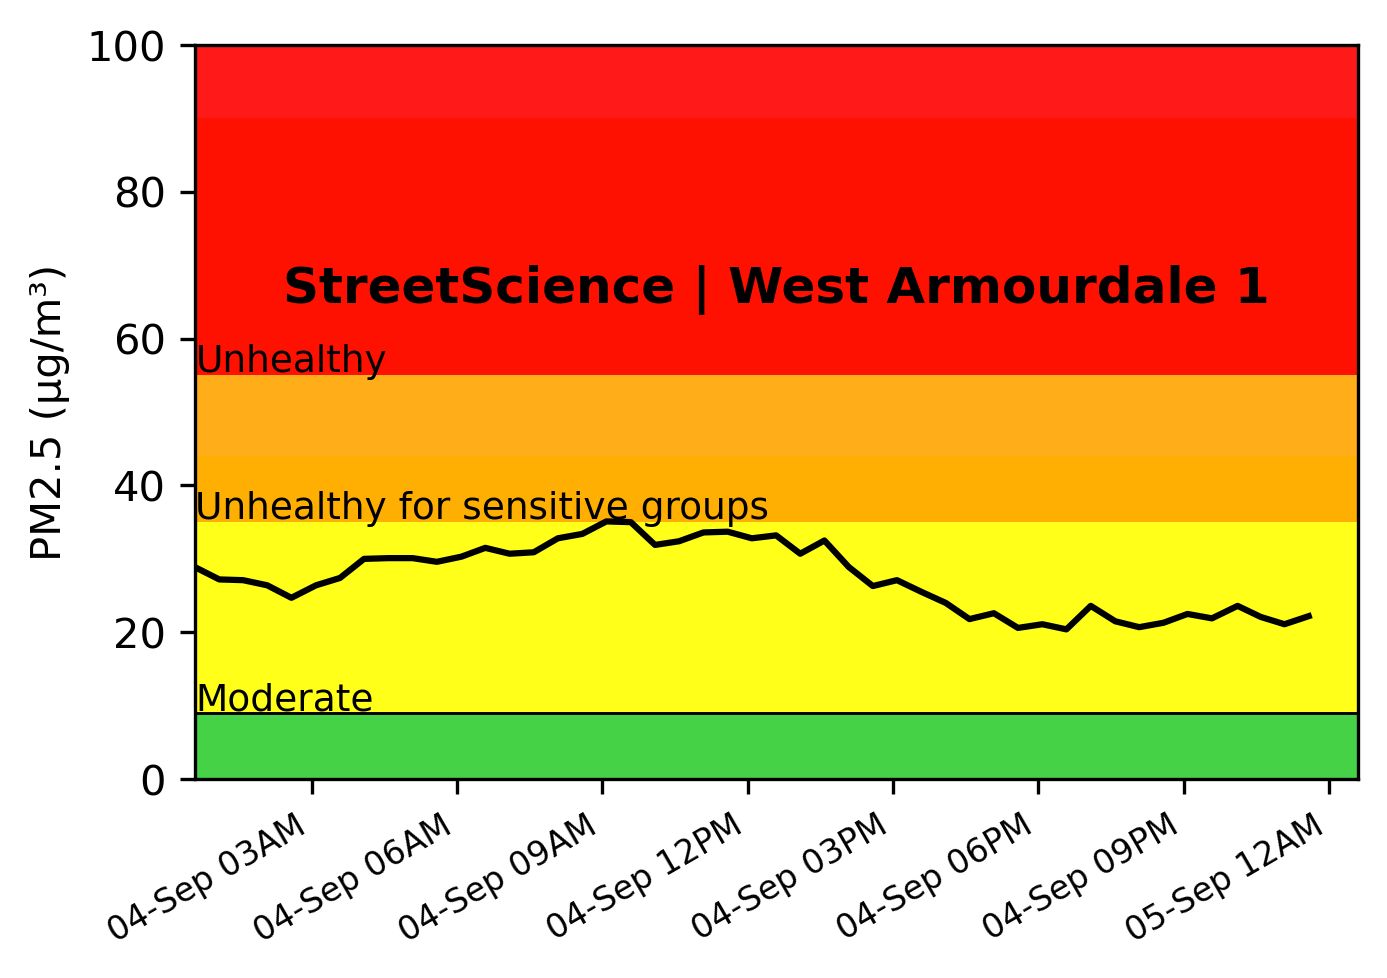 100
80
60
40
20
0
PM2.5 (µg/m³)
StreetScience | West Armourdale 1
Unhealthy
Unhealthy for sensitive groups
Moderate
04-Sep 03AM
04-Sep 06AM
04-Sep 09AM
04-Sep 12PM
04-Sep 03PM
04-Sep 06PM
04-Sep 09PM
05-Sep 12AM